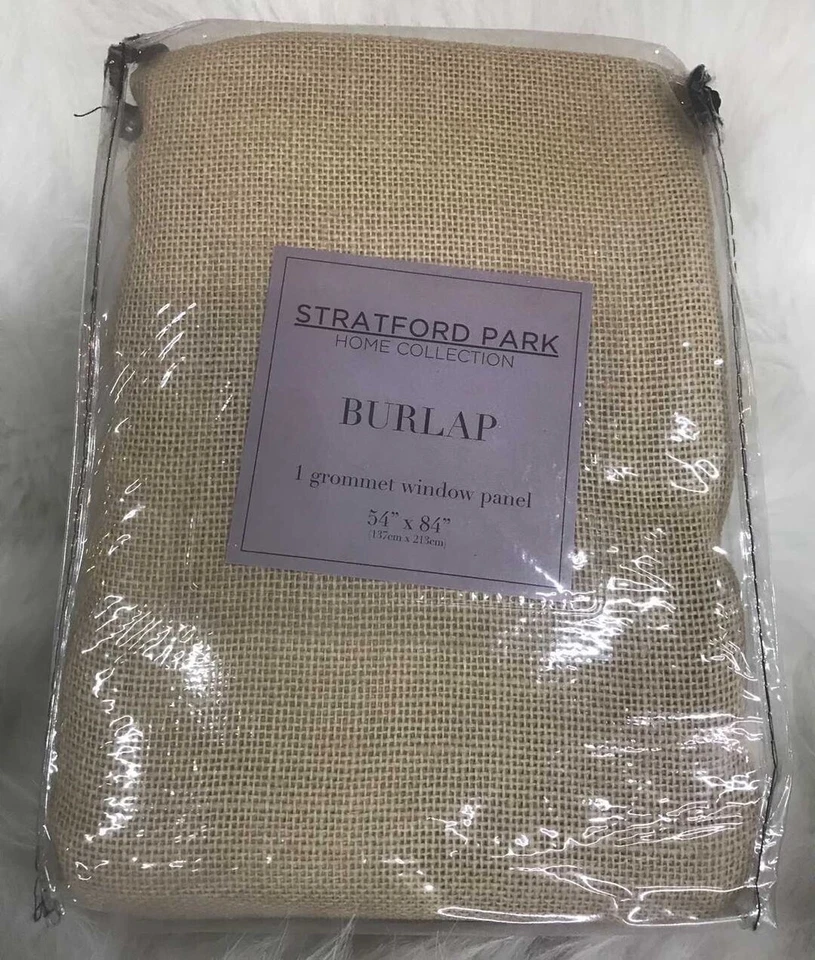 STRATFORD PARK
HOME COLLECTION
BURLAP
1 grommet window panel
54” x 84”
(137cm x 213cm)